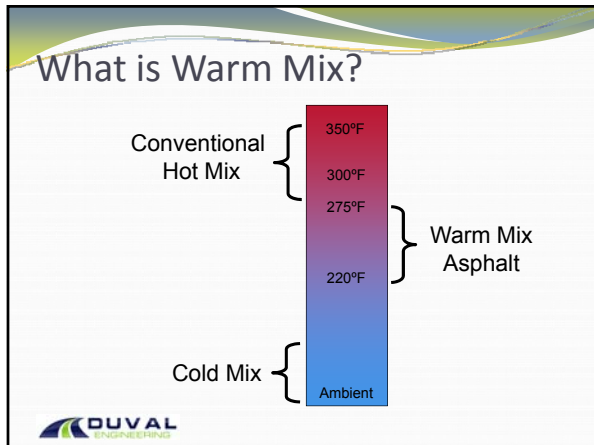 What is Warm Mix?
Conventional
Hot Mix
350ºF
300ºF
275ºF
Warm Mix
Asphalt
220ºF
Cold Mix
Ambient
DUVAL
ENGINEERING